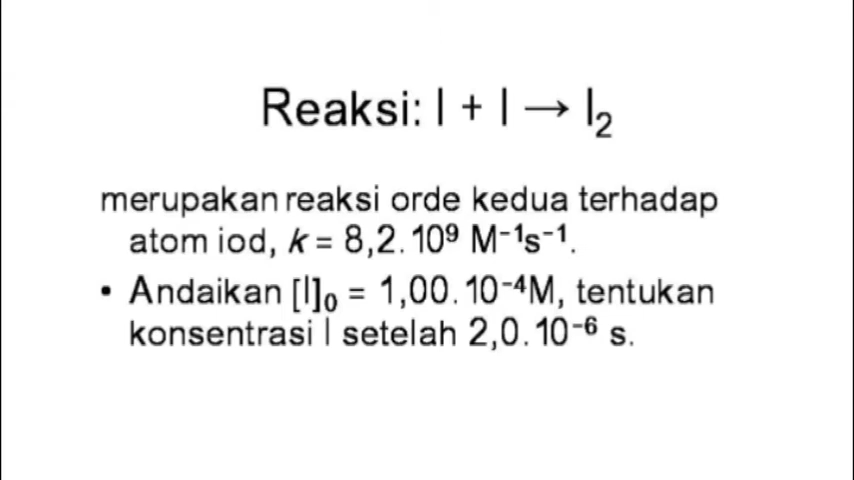 Reaksi: I + I → I₂
merupakan reaksi orde kedua terhadap
atom iod, k = 8,2.10⁹ M⁻¹s⁻¹.
• Andaikan [I]₀ = 1,00.10⁻⁴M, tentukan
konsentrasi I setelah 2,0.10⁻⁶ s.